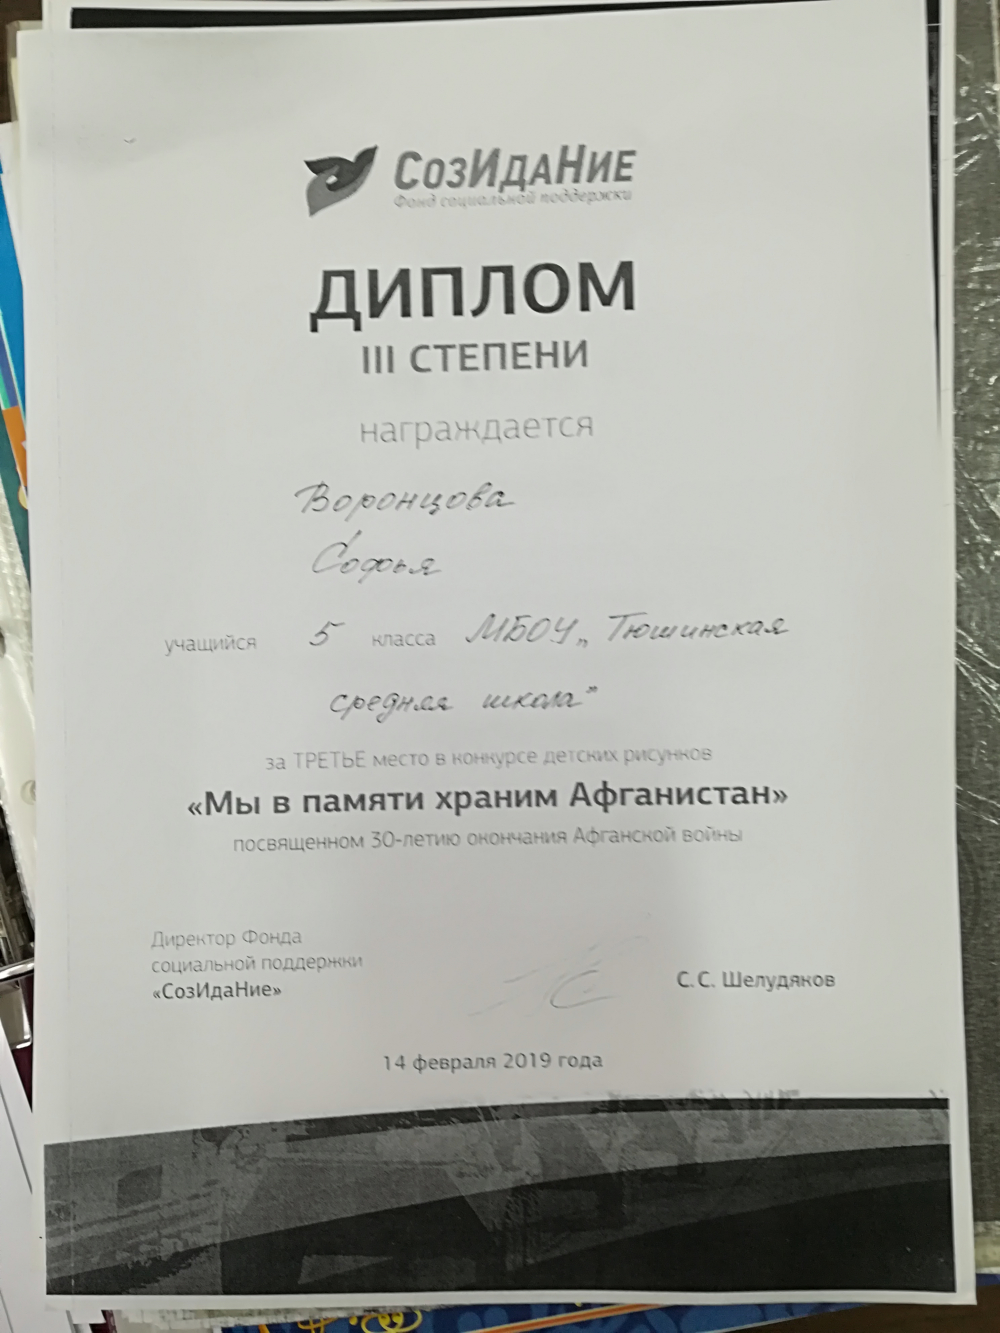 СозИдаНие
Фонд социальной поддержки
ДИПЛОМ
III СТЕПЕНИ
награждается
Воронцова
Софья
учащийся 5 класса МБОУ „Тюшинская
средняя школа”
за ТРЕТЬЕ место в конкурсе детских рисунков
«Мы в памяти храним Афганистан»
посвященном 30-летию окончания Афганской войны
Директор Фонда
социальной поддержки
«СозИдаНие»
С. С. Шелудяков
14 февраля 2019 года